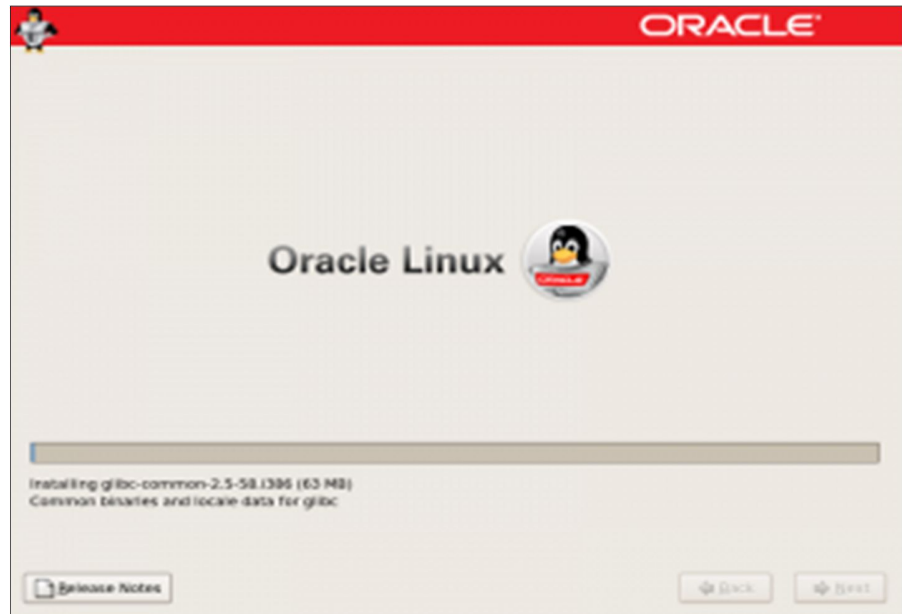 ORACLE
Oracle Linux
ORACLE
Installing glibc-common-2.5-58.i386 (63 MB)
Common binaries and locale data for glibc
Release Notes
Back
Next